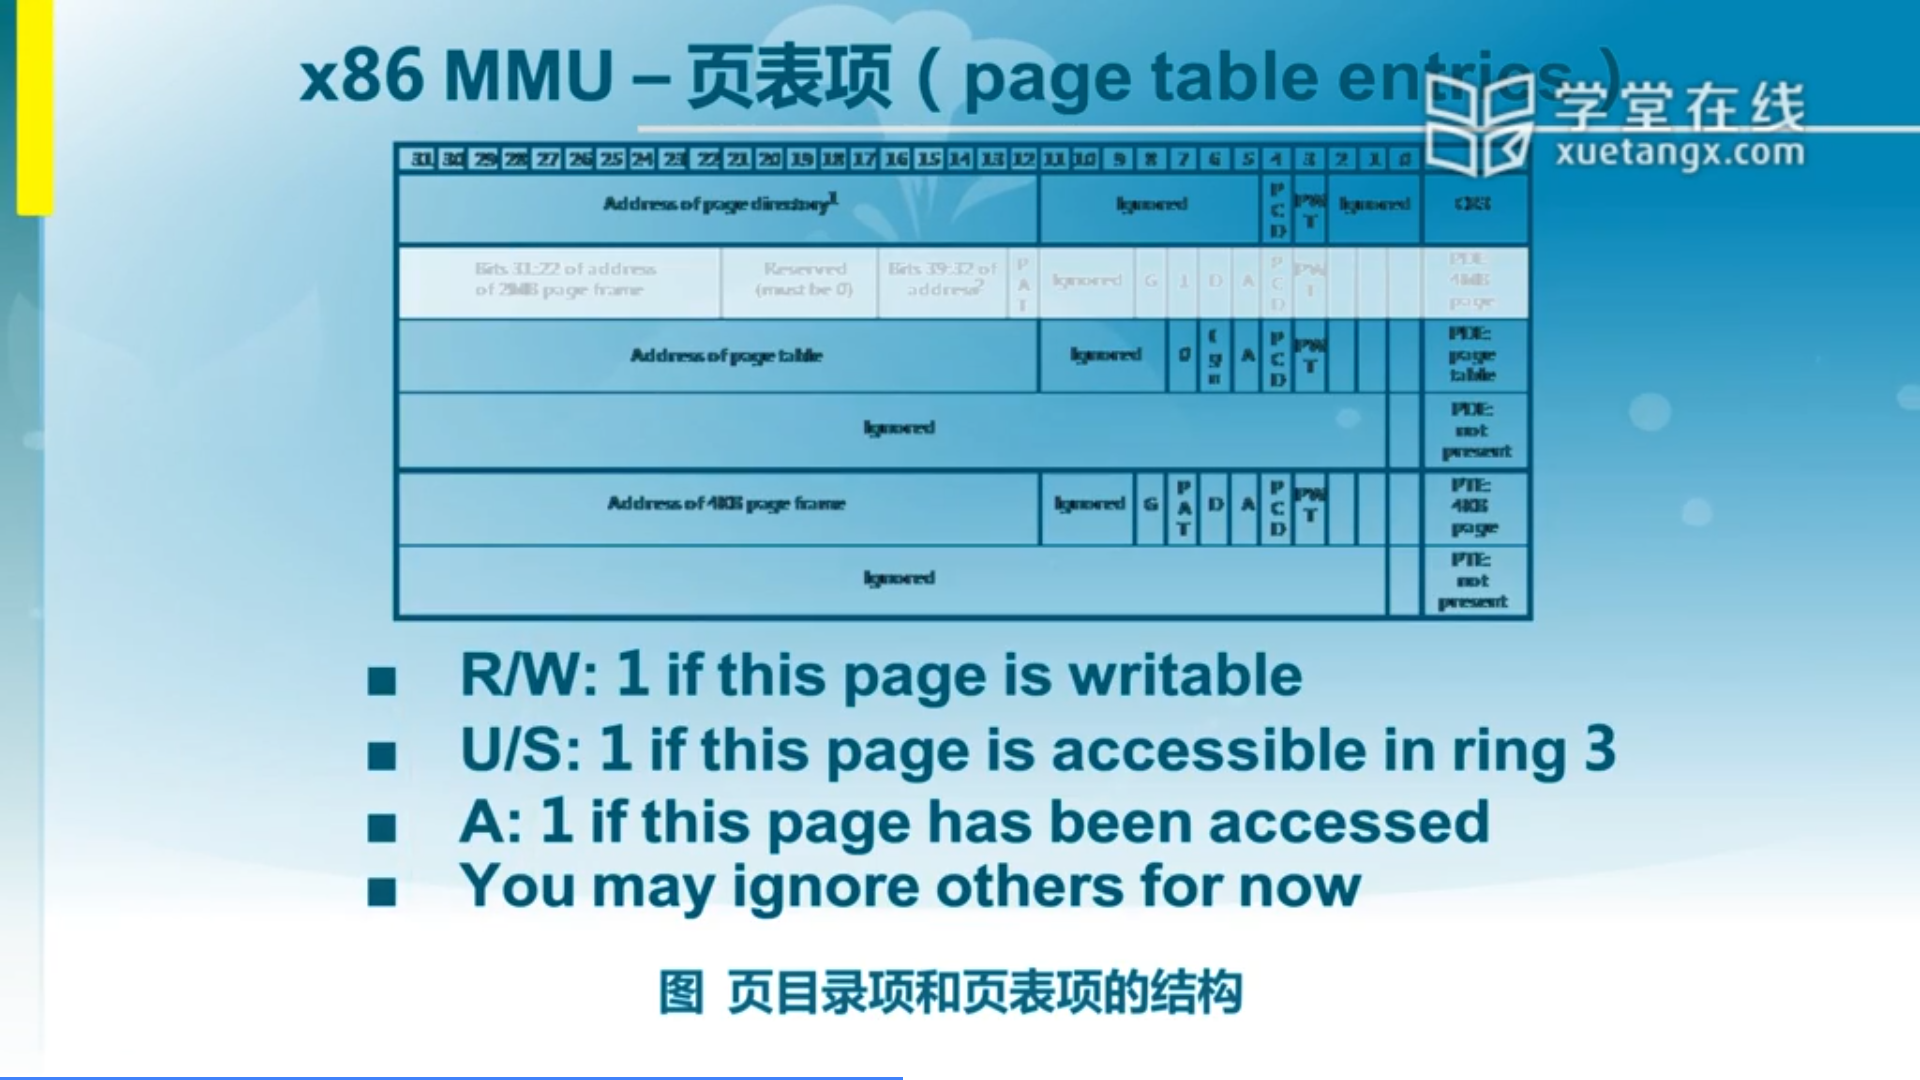 x86 MMU – 页表项（page table entries）
学堂在线
xuetangx.com
31 30 29 28 27 26 25 24 23 22 21 20 19 18 17 16 15 14 13 12 11 10 9 8 7 6 5 4 3 2 1 0
Address of page directory1 Ignored PCD PWT Ignored CR3
Bits 31:22 of address of 2MB page frame Reserved (must be 0) Bits 39:32 of address2 PAT Ignored G 1 D A PCD PWT PDE: 4MB page
Address of page table Ignored 0 Ign A PCD PWT PDE: page table
Ignored PDE: not present
Address of 4KB page frame Ignored G PAT D A PCD PWT PTE: 4KB page
Ignored PTE: not present
■ R/W: 1 if this page is writable
■ U/S: 1 if this page is accessible in ring 3
■ A: 1 if this page has been accessed
■ You may ignore others for now
图 页目录项和页表项的结构